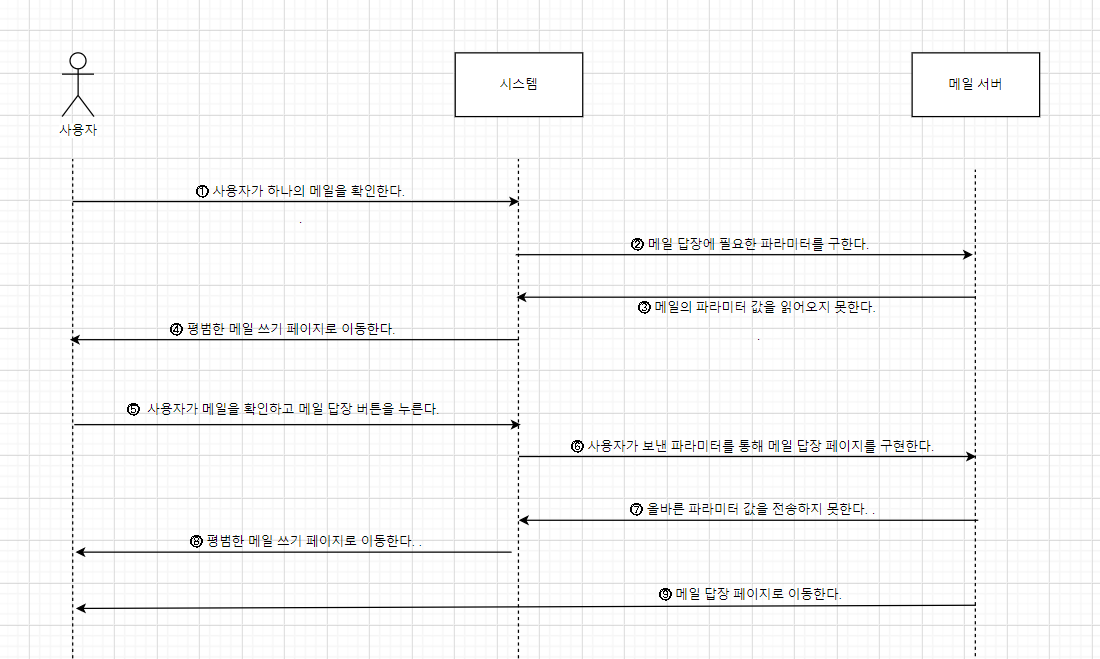 사용자
시스템
메일 서버
① 사용자가 하나의 메일을 확인한다.
.
② 메일 답장에 필요한 파라미터를 구한다.
③ 메일의 파라미터 값을 읽어오지 못한다.
.
④ 평범한 메일 쓰기 페이지로 이동한다.
⑤ 사용자가 메일을 확인하고 메일 답장 버튼을 누른다.
⑥ 사용자가 보낸 파라미터를 통해 메일 답장 페이지를 구현한다.
⑦ 올바른 파라미터 값을 전송하지 못한다. .
⑧ 평범한 메일 쓰기 페이지로 이동한다. .
⑨ 메일 답장 페이지로 이동한다.